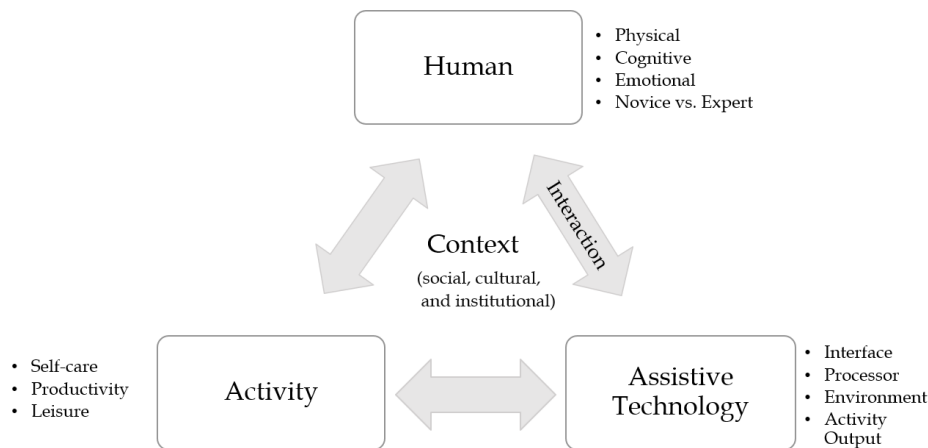 Human
• Physical
• Cognitive
• Emotional
• Novice vs. Expert
Interaction
Context
(social, cultural,
and institutional)
• Self-care
• Productivity
• Leisure
Activity
Assistive
Technology
• Interface
• Processor
• Environment
• Activity
Output